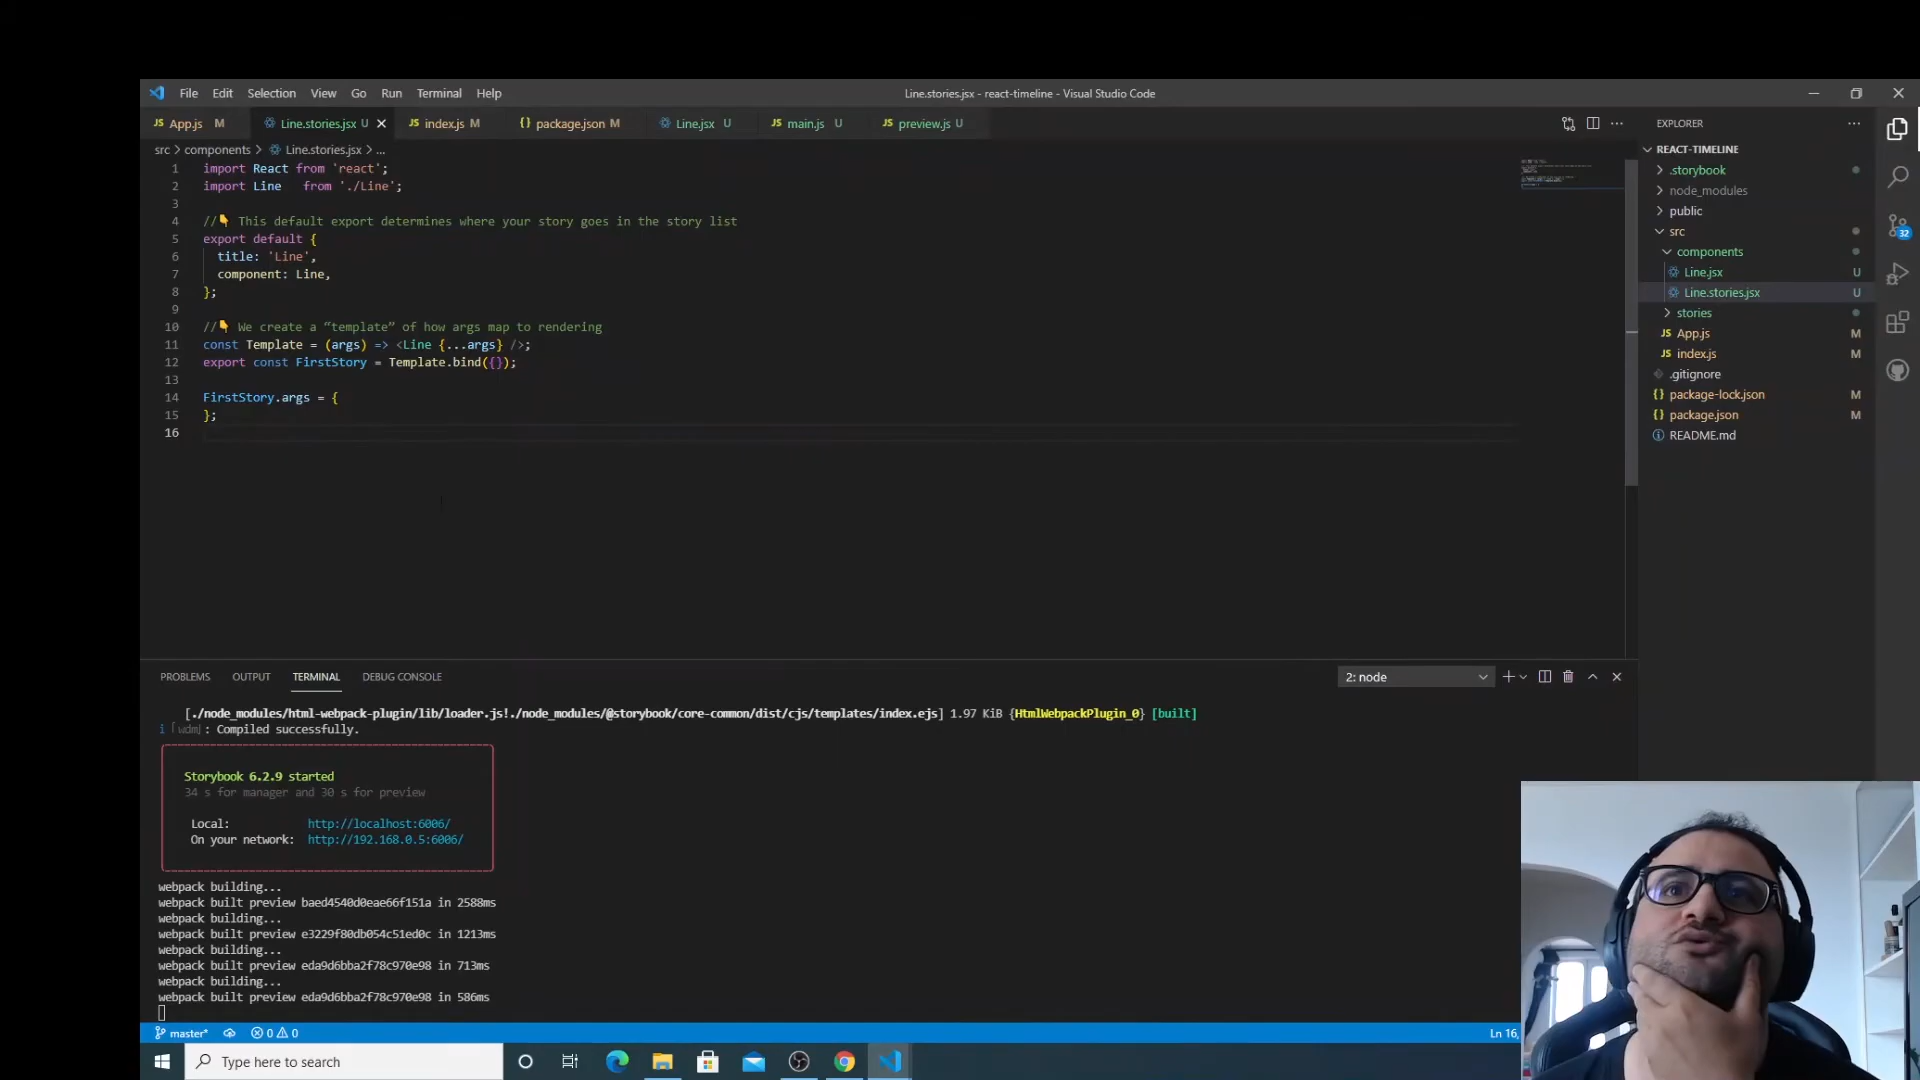 File Edit Selection View Go Run Terminal Help
Line.stories.jsx - react-timeline - Visual Studio Code
JS App.js M
Line.stories.jsx U
JS index.js M
{} package.json M
Line.jsx U
JS main.js U
JS preview.js U
src > components > Line.stories.jsx > ...
1 import React from 'react';
2 import Line from './Line';
3
4 //👇 This default export determines where your story goes in the story list
5 export default {
6 title: 'Line',
7 component: Line,
8 };
9
10 //👇 We create a “template” of how args map to rendering
11 const Template = (args) => <Line {...args} />;
12 export const FirstStory = Template.bind({});
13
14 FirstStory.args = {
15 };
16
EXPLORER
REACT-TIMELINE
.storybook
node_modules
public
src
components
Line.jsx U
Line.stories.jsx U
stories
JS App.js M
JS index.js M
.gitignore
{} package-lock.json M
{} package.json M
README.md
32
PROBLEMS OUTPUT TERMINAL DEBUG CONSOLE
2: node
[./node_modules/html-webpack-plugin/lib/loader.js!./node_modules/@storybook/core-common/dist/cjs/templates/index.ejs] 1.97 KiB {HtmlWebpackPlugin_0} [built]
i ｢wdm｣: Compiled successfully.
Storybook 6.2.9 started
34 s for manager and 30 s for preview
Local: http://localhost:6006/
On your network: http://192.168.0.5:6006/
webpack building...
webpack built preview baed4540d0eae66f151a in 2588ms
webpack building...
webpack built preview e3229f80db054c51ed0c in 1213ms
webpack building...
webpack built preview eda9d6bba2f78c970e98 in 713ms
webpack building...
webpack built preview eda9d6bba2f78c970e98 in 586ms
master* 0 0
Ln 16,
Type here to search